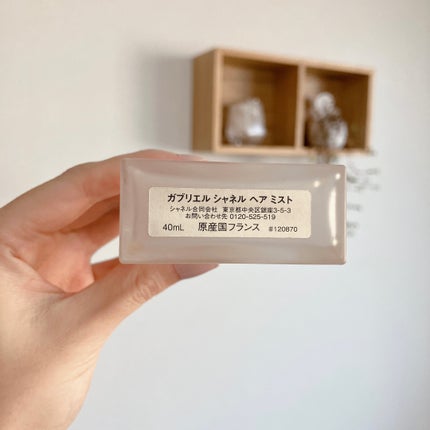 ガブリエル シャネル ヘア ミスト
シャネル合同会社 東京都中央区銀座3-5-3
お問い合わせ先 0120-525-519
40mL 原産国フランス #120870